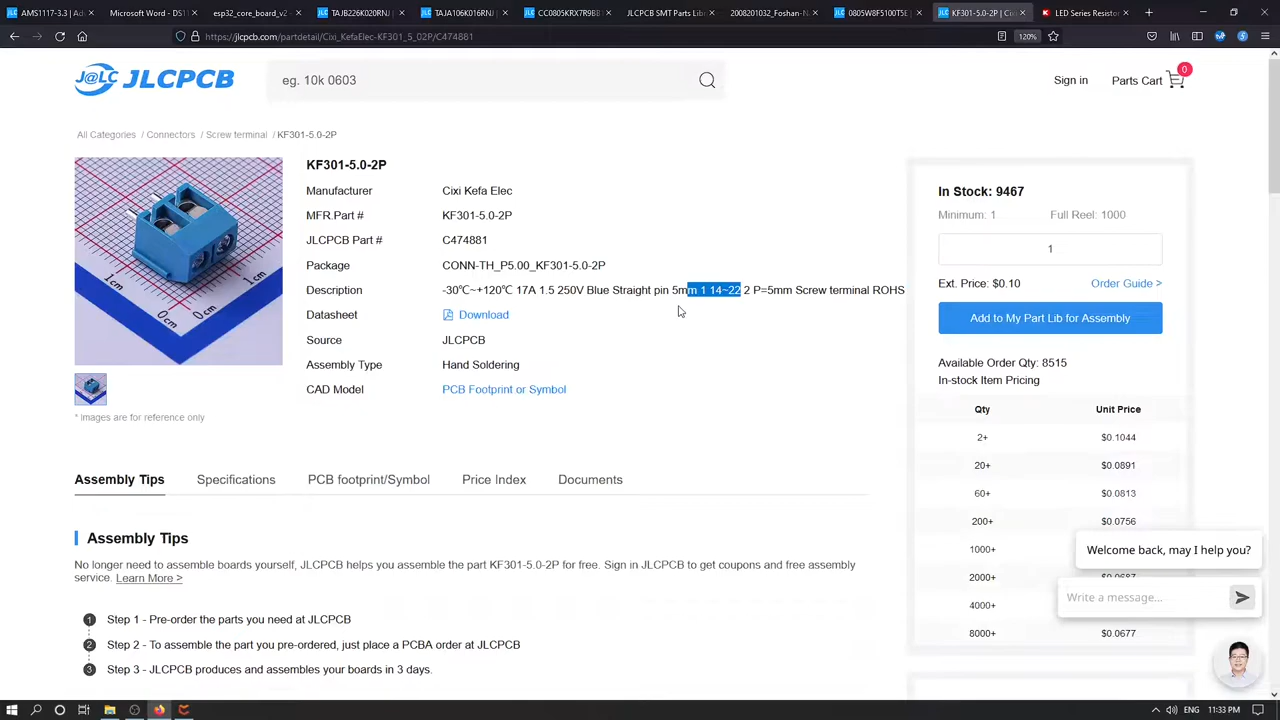 AMS1117-3.3 | Ad
Microsoft Word - DS11
esp32_core_board_v2
TAJB226K020RNJ |
TAJA106K016RNJ |
CC0805KRX7R9BB
JLCPCB SMT Parts Libr
2008201032_Foshan-N
0805W8F5100T5E |
KF301-5.0-2P | Cixi
LED Series Resistor
https://jlcpcb.com/partdetail/Cixi_KefaElec-KF301_5_02P/C474881
120%
J@LC JLCPCB
eg. 10k 0603
Sign in
Parts Cart
0
All Categories / Connectors / Screw terminal / KF301-5.0-2P
KF301-5.0-2P
Manufacturer Cixi Kefa Elec
MFR.Part # KF301-5.0-2P
JLCPCB Part # C474881
Package CONN-TH_P5.00_KF301-5.0-2P
Description -30℃~+120℃ 17A 1.5 250V Blue Straight pin 5mm 1 14~22 2 P=5mm Screw terminal ROHS
Datasheet Download
Source JLCPCB
Assembly Type Hand Soldering
CAD Model PCB Footprint or Symbol
1cm 0 0 1cm
* Images are for reference only
In Stock: 9467
Minimum: 1 Full Reel: 1000
1
Ext. Price: $0.10 Order Guide >
Add to My Part Lib for Assembly
Available Order Qty: 8515
In-stock Item Pricing
Qty Unit Price
2+ $0.1044
20+ $0.0891
60+ $0.0813
200+ $0.0756
1000+
2000+ $0.0687
4000+
8000+ $0.0677
Assembly Tips Specifications PCB footprint/Symbol Price Index Documents
Assembly Tips
No longer need to assemble boards yourself, JLCPCB helps you assemble the part KF301-5.0-2P for free. Sign in JLCPCB to get coupons and free assembly
service. Learn More >
1 Step 1 - Pre-order the parts you need at JLCPCB
2 Step 2 - To assemble the part you pre-ordered, just place a PCBA order at JLCPCB
3 Step 3 - JLCPCB produces and assembles your boards in 3 days.
Welcome back, may I help you?
Write a message...
ENG 11:33 PM